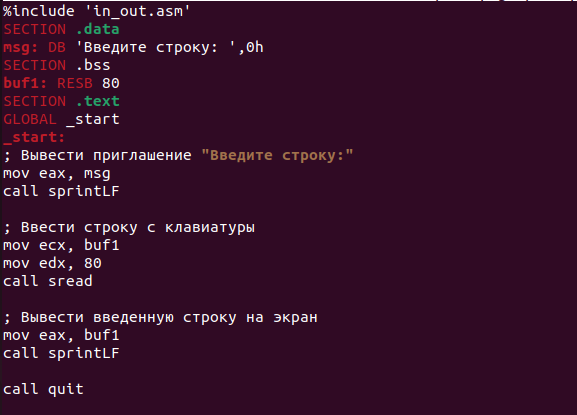 %include 'in_out.asm'
SECTION .data
msg: DB 'Введите строку: ',0h
SECTION .bss
buf1: RESB 80
SECTION .text
GLOBAL _start
_start:
; Вывести приглашение "Введите строку:"
mov eax, msg
call sprintLF

; Ввести строку с клавиатуры
mov ecx, buf1
mov edx, 80
call sread

; Вывести введенную строку на экран
mov eax, buf1
call sprintLF

call quit